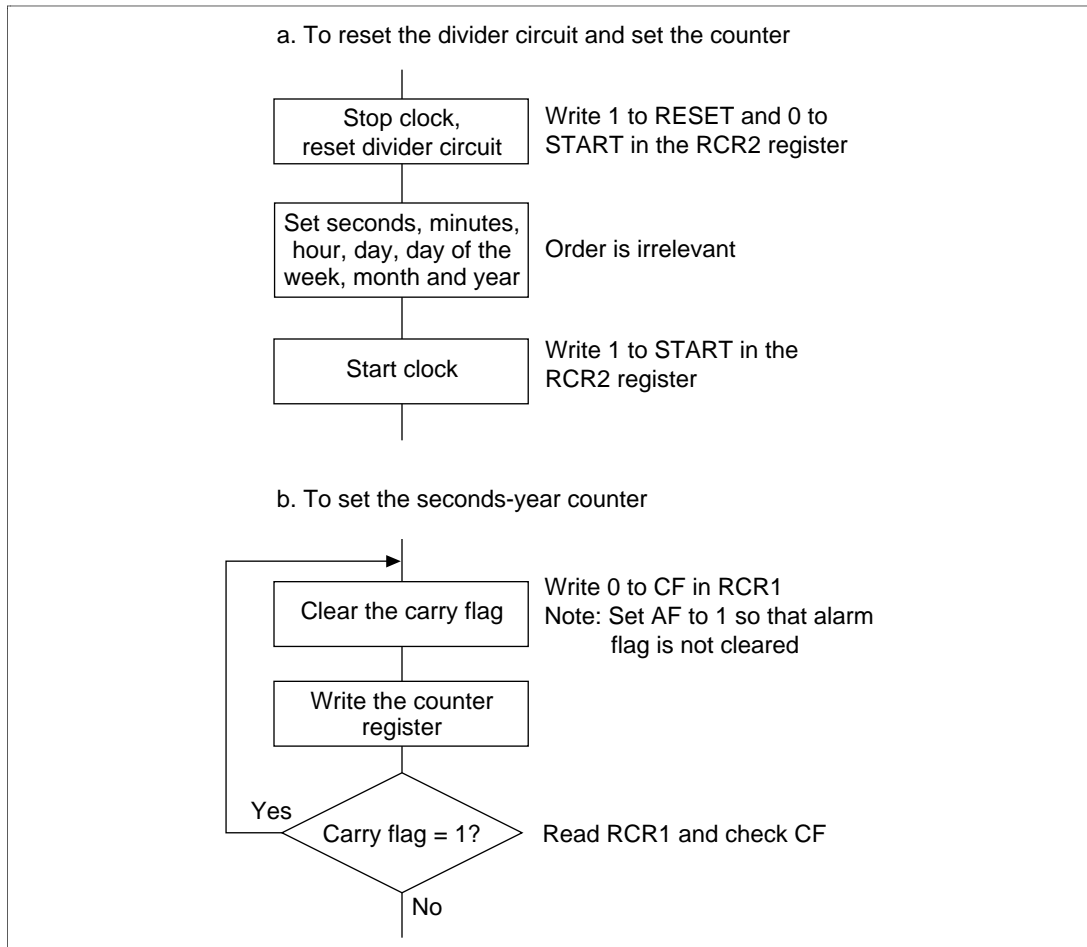 a. To reset the divider circuit and set the counter
Stop clock,
reset divider circuit
Write 1 to RESET and 0 to
START in the RCR2 register
Set seconds, minutes,
hour, day, day of the
week, month and year
Order is irrelevant
Start clock
Write 1 to START in the
RCR2 register
b. To set the seconds-year counter
Clear the carry flag
Write 0 to CF in RCR1
Note: Set AF to 1 so that alarm
flag is not cleared
Write the counter
register
Yes
Carry flag = 1?
Read RCR1 and check CF
No